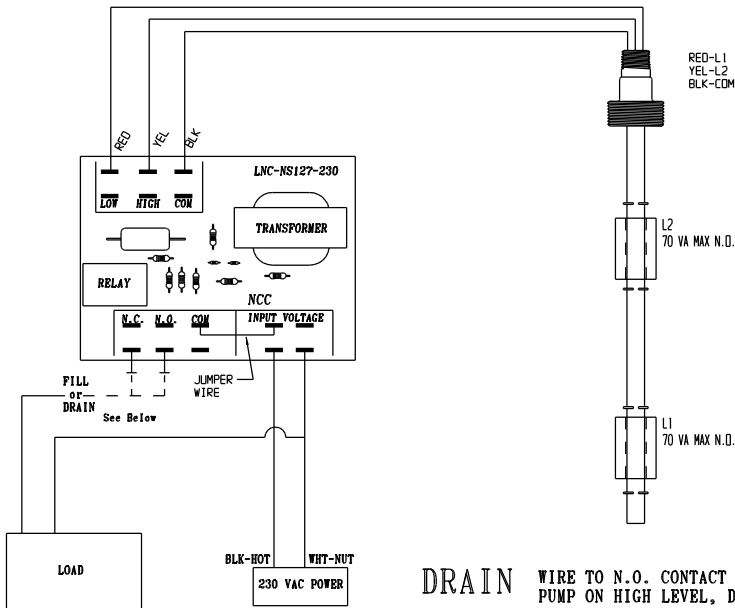 RED-L1
YEL-L2
BLK-COM
RED
YEL
BLK
LNC-NS127-230
LOW HIGH COM
TRANSFORMER
RELAY
NCC
N.C. N.O. COM INPUT VOLTAGE
L2
70 VA MAX N.O.
FILL
or
DRAIN
See Below
JUMPER
WIRE
L1
70 VA MAX N.O.
BLK-HOT WHT-NUT
LOAD
230 VAC POWER
DRAIN WIRE TO N.O. CONTACT
PUMP ON HIGH LEVEL, D